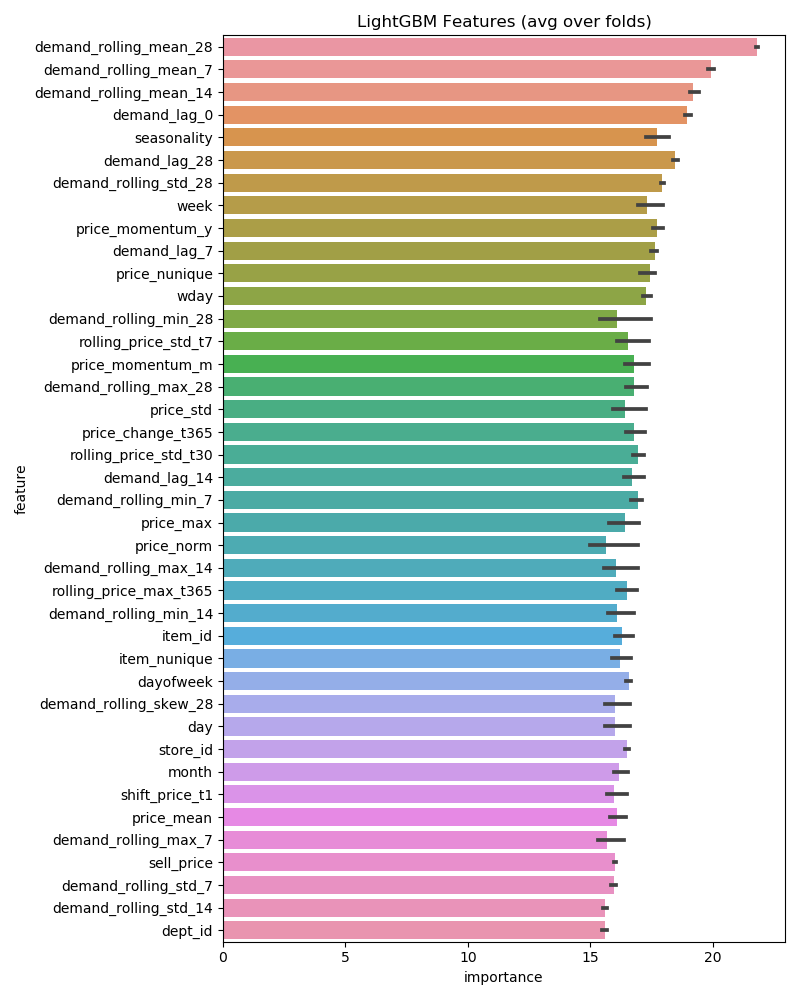 LightGBM Features (avg over folds)
demand_rolling_mean_28
demand_rolling_mean_7
demand_rolling_mean_14
demand_lag_0
seasonality
demand_lag_28
demand_rolling_std_28
week
price_momentum_y
demand_lag_7
price_nunique
wday
demand_rolling_min_28
rolling_price_std_t7
price_momentum_m
demand_rolling_max_28
price_std
price_change_t365
rolling_price_std_t30
demand_lag_14
demand_rolling_min_7
price_max
price_norm
demand_rolling_max_14
rolling_price_max_t365
demand_rolling_min_14
item_id
item_nunique
dayofweek
demand_rolling_skew_28
day
store_id
month
shift_price_t1
price_mean
demand_rolling_max_7
sell_price
demand_rolling_std_7
demand_rolling_std_14
dept_id
feature
0 5 10 15 20
importance